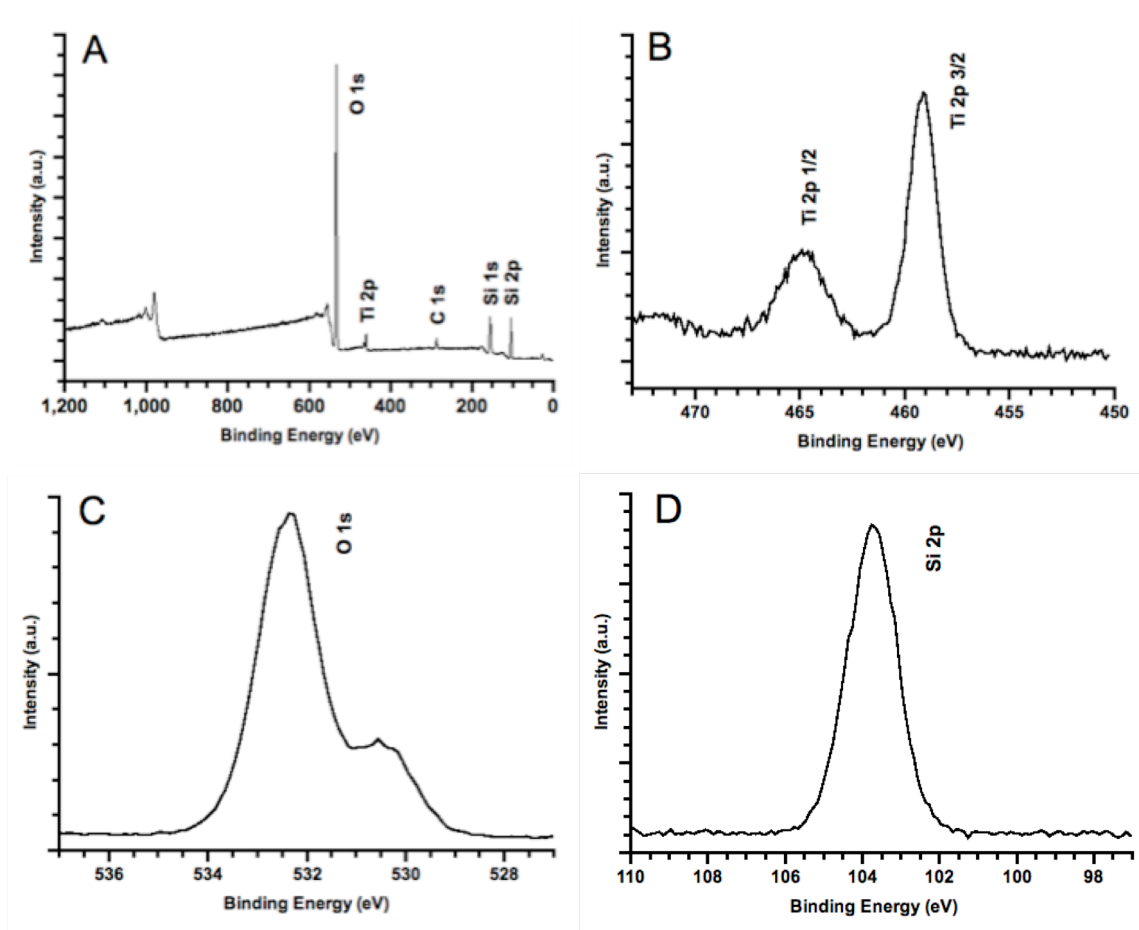 A
O 1s
Ti 2p
C 1s
Si 1s
Si 2p
Intensity (a.u.)
1,200 1,000 800 600 400 200 0
Binding Energy (eV)
B
Ti 2p 1/2
Ti 2p 3/2
Intensity (a.u.)
470 465 460 455 450
Binding Energy (eV)
C
O 1s
Intensity (a.u.)
536 534 532 530 528
Binding Energy (eV)
D
Si 2p
Intensity (a.u.)
110 108 106 104 102 100 98
Binding Energy (eV)